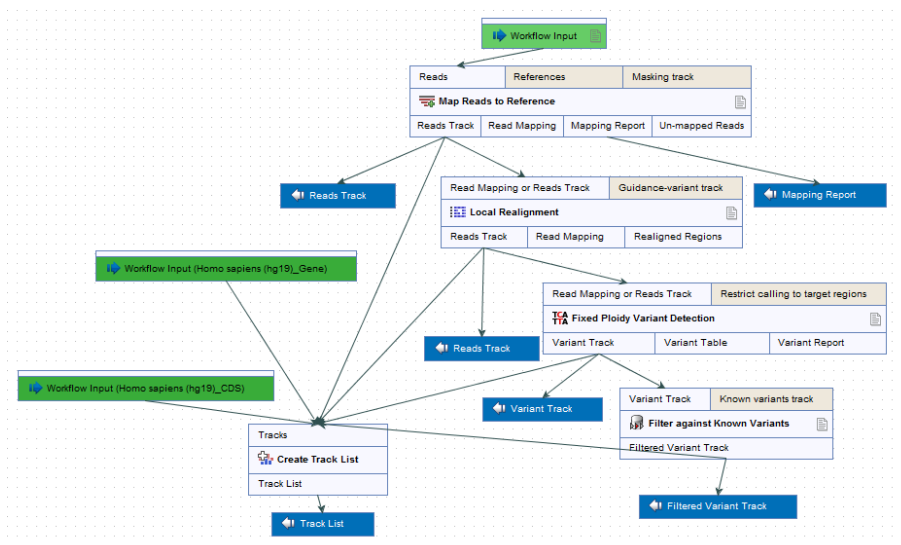 Workflow Input
Reads References Masking track
Map Reads to Reference
Reads Track Read Mapping Mapping Report Un-mapped Reads
Reads Track
Mapping Report
Read Mapping or Reads Track Guidance-variant track
Local Realignment
Reads Track Read Mapping Realigned Regions
Workflow Input (Homo sapiens (hg19)_Gene)
Read Mapping or Reads Track Restrict calling to target regions
TCA
TTA Fixed Ploidy Variant Detection
Variant Track Variant Table Variant Report
Reads Track
Workflow Input (Homo sapiens (hg19)_CDS)
Variant Track Known variants track
Variant Track
Filter against Known Variants
Filtered Variant Track
Tracks
Create Track List
Track List
Filtered Variant Track
Track List